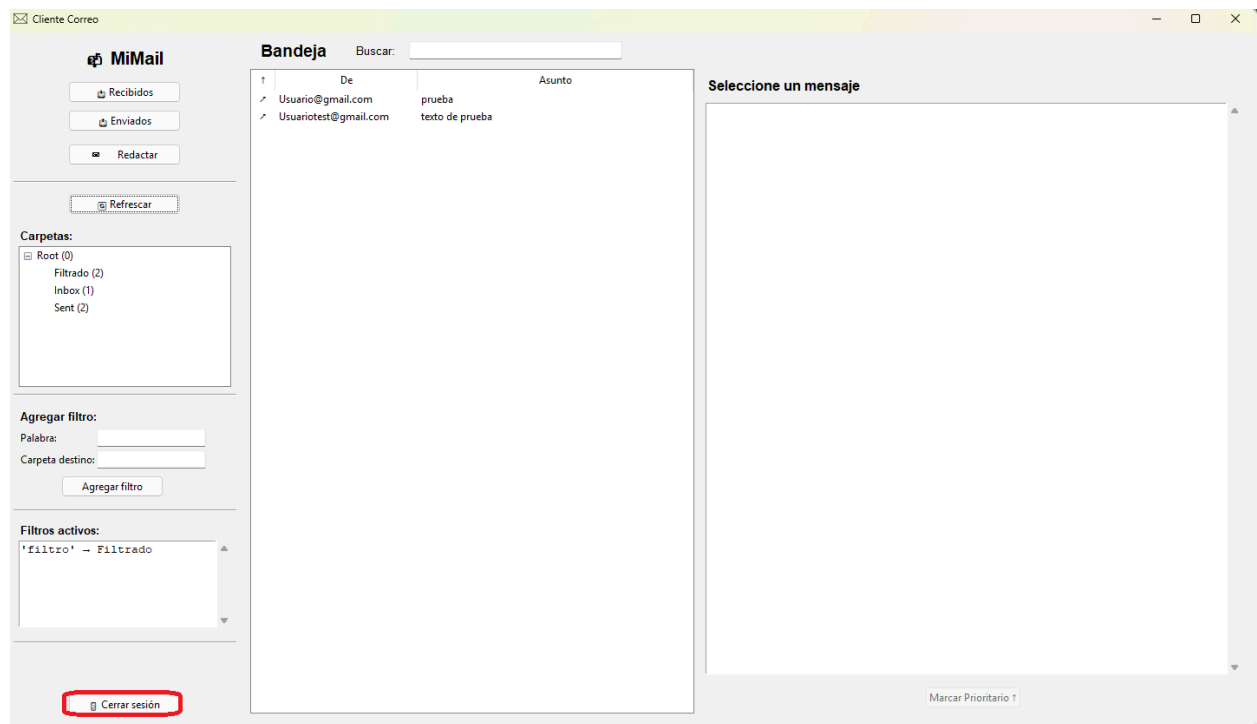 Cliente Correo
MiMail
Recibidos
Enviados
Redactar
Refrescar
Carpetas:
Root (0)
Filtrado (2)
Inbox (1)
Sent (2)
Agregar filtro:
Palabra:
Carpeta destino:
Agregar filtro
Filtros activos:
'filtro' → Filtrado
Cerrar sesión
Bandeja Buscar:
↑ De Asunto
↗ Usuario@gmail.com prueba
↗ Usuariotest@gmail.com texto de prueba
Seleccione un mensaje
Marcar Prioritario ↑